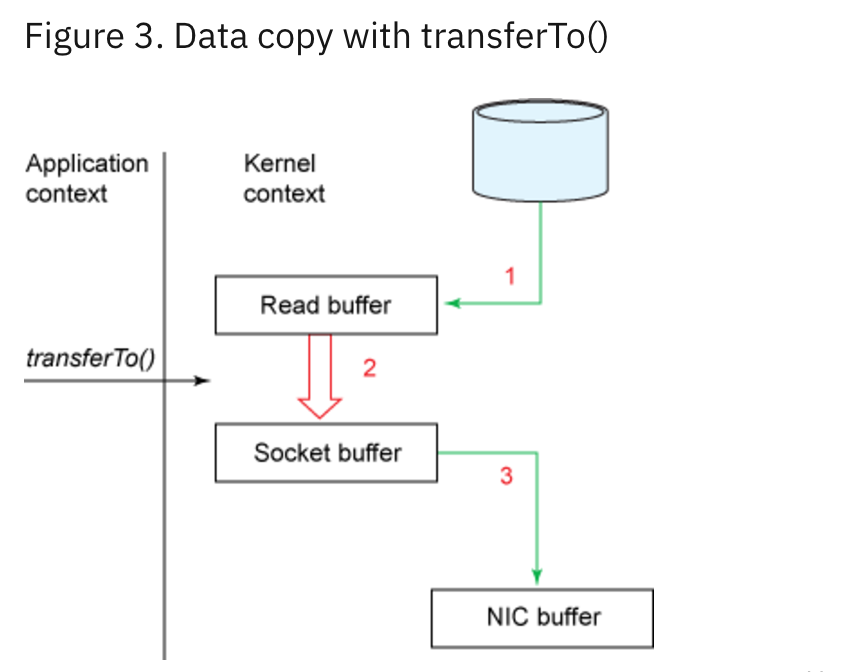 Figure 3. Data copy with transferTo()
Application
context
Kernel
context
1
Read buffer
transferTo()
2
Socket buffer
3
NIC buffer